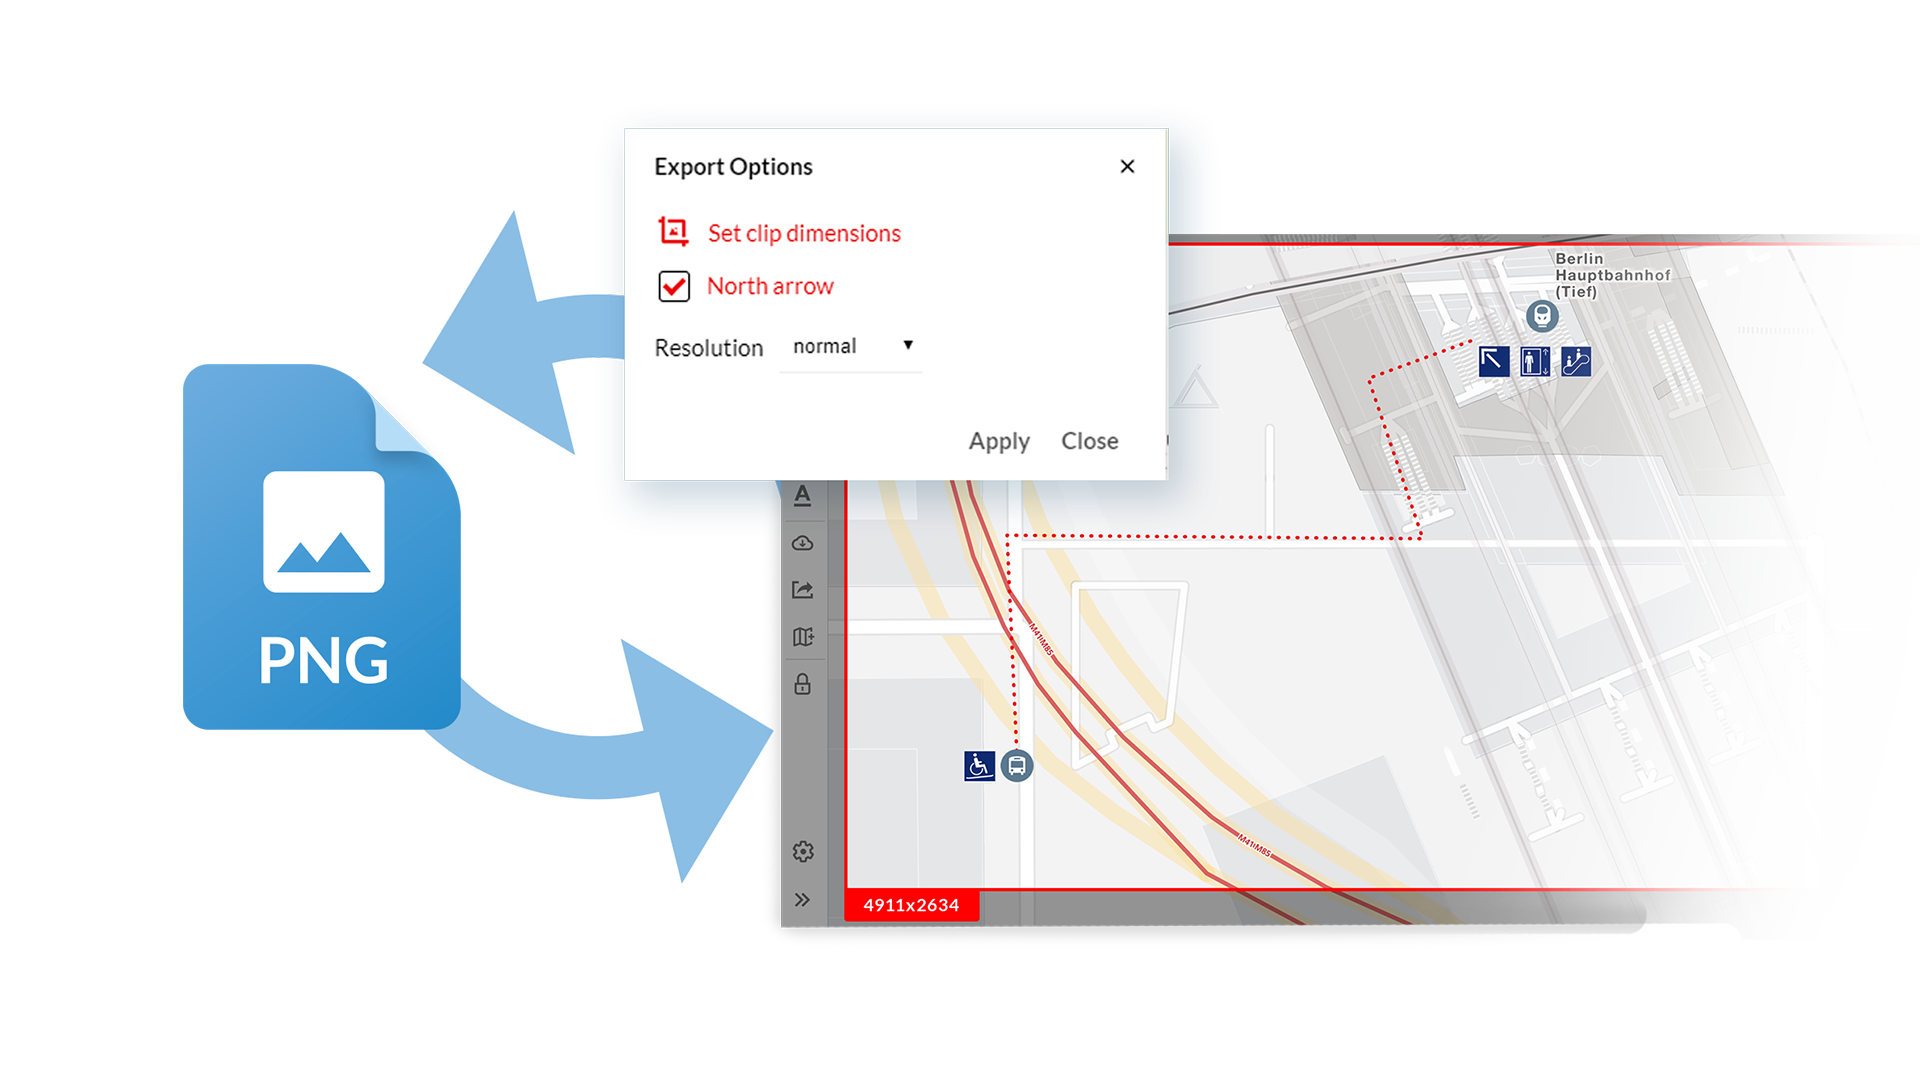 Export Options
Set clip dimensions
North arrow
Resolution normal
Apply Close
Berlin
Hauptbahnhof
(Tief)
A
PNG
M41|M85
M41|M85
4911x2634